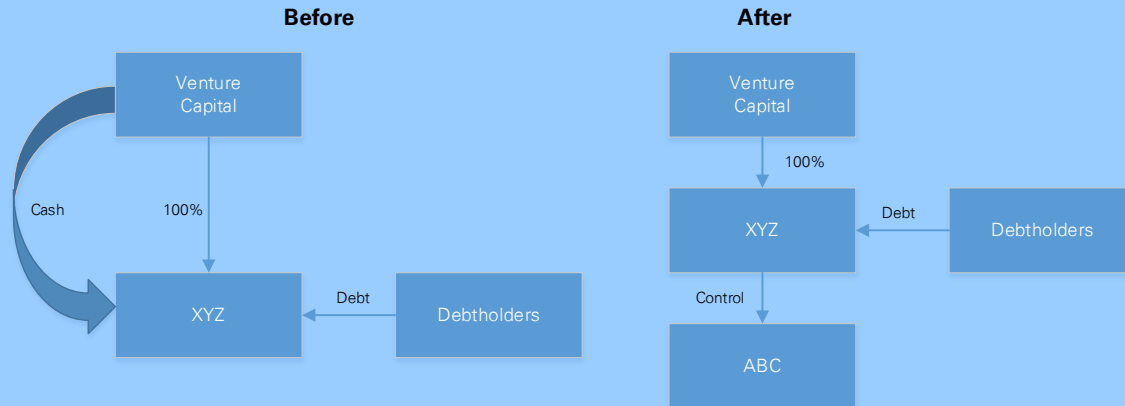 Before
Venture
Capital
Cash
100%
XYZ
Debt
Debtholders
After
Venture
Capital
100%
XYZ
Debt
Debtholders
Control
ABC